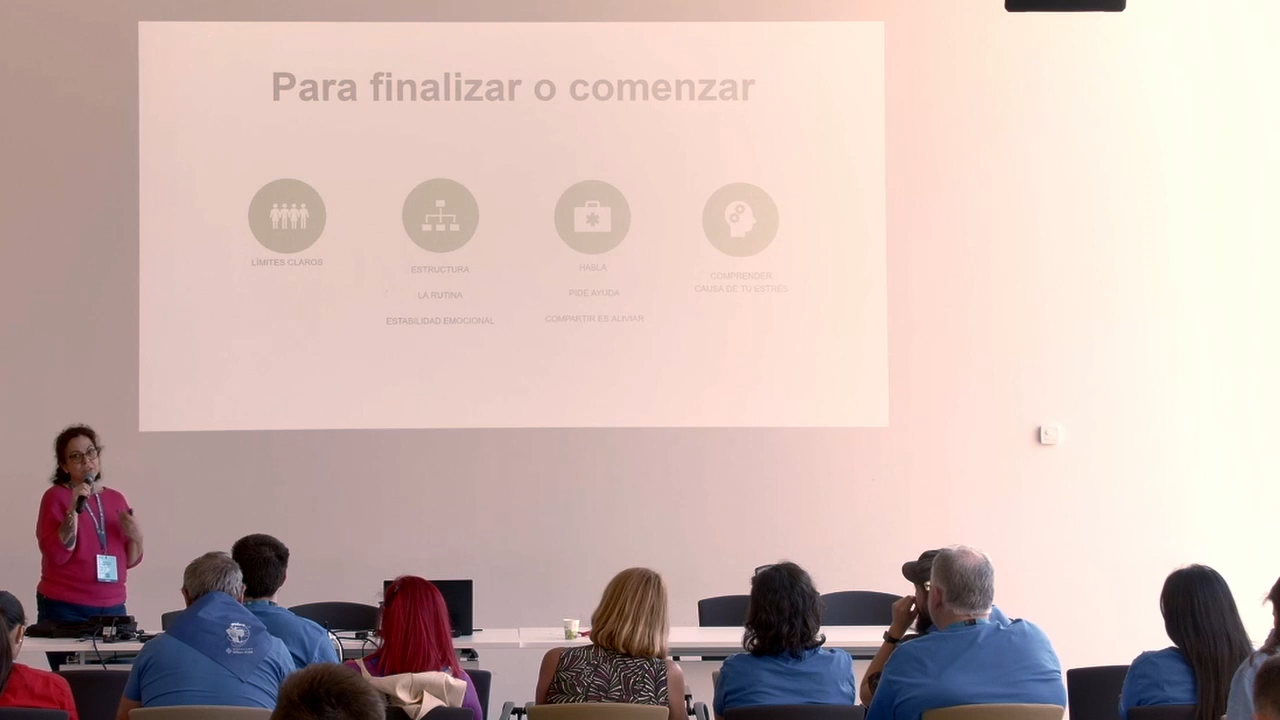 Para finalizar o comenzar
LÍMITES CLAROS
ESTRUCTURA
LA RUTINA
ESTABILIDAD EMOCIONAL
HABLA
PIDE AYUDA
COMPARTIR ES ALIVIAR
COMPRENDER
CAUSA DE TU ESTRÉS